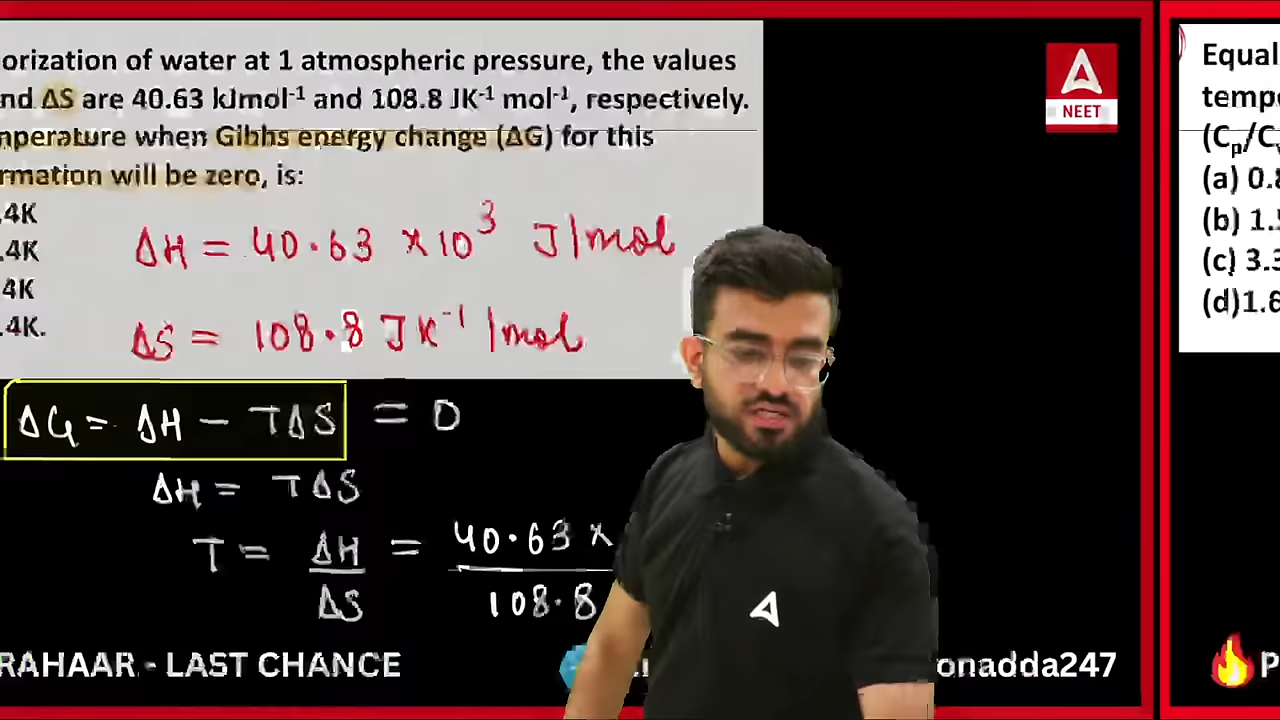 orization of water at 1 atmospheric pressure, the values
nd ΔS are 40.63 kJmol⁻¹ and 108.8 JK⁻¹ mol⁻¹, respectively.
mperature when Gibbs energy change (ΔG) for this
rmation will be zero, is:
.4K
.4K
4K
.4K.
ΔH = 40.63 ×10³ J/mol
ΔS = 108.8 JK⁻¹ /mol
ΔG = ΔH - TΔS = 0
ΔH = TΔS
T = ΔH/ΔS = 40.63 ×/108.8
RAHAAR - LAST CHANCE
onadda247
NEET
Equal
tempe
(Cp/Cv
(a) 0.8
(b) 1.5
(c) 3.3
(d)1.6
P